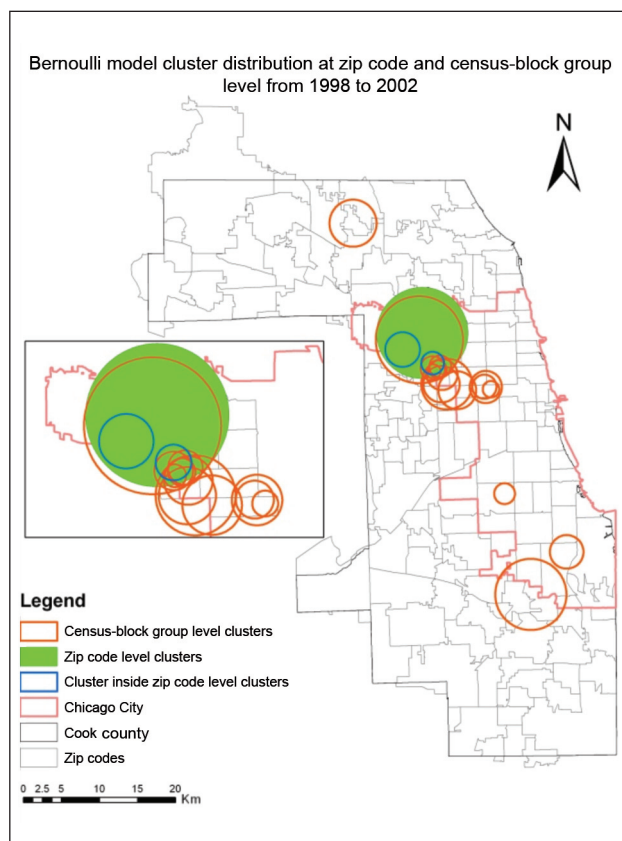 Bernoulli model cluster distribution at zip code and census-block group
level from 1998 to 2002
N
Legend
Census-block group level clusters
Zip code level clusters
Cluster inside zip code level clusters
Chicago City
Cook county
Zip codes
0 2.5 5 10 15 20
Km